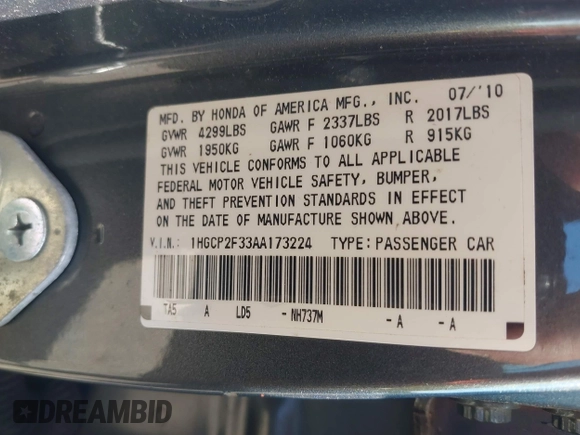 MFD. BY HONDA OF AMERICA MFG., INC. 07/'10
GVWR 4299LBS GAWR F 2337LBS R 2017LBS
GVWR 1950KG GAWR F 1060KG R 915KG
THIS VEHICLE CONFORMS TO ALL APPLICABLE
FEDERAL MOTOR VEHICLE SAFETY, BUMPER,
AND THEFT PREVENTION STANDARDS IN EFFECT
ON THE DATE OF MANUFACTURE SHOWN ABOVE.
V.I.N.: 1HGCP2F33AA173224 TYPE: PASSENGER CAR
TA5 A LD5 - NH737M - A - A
DREAMBID